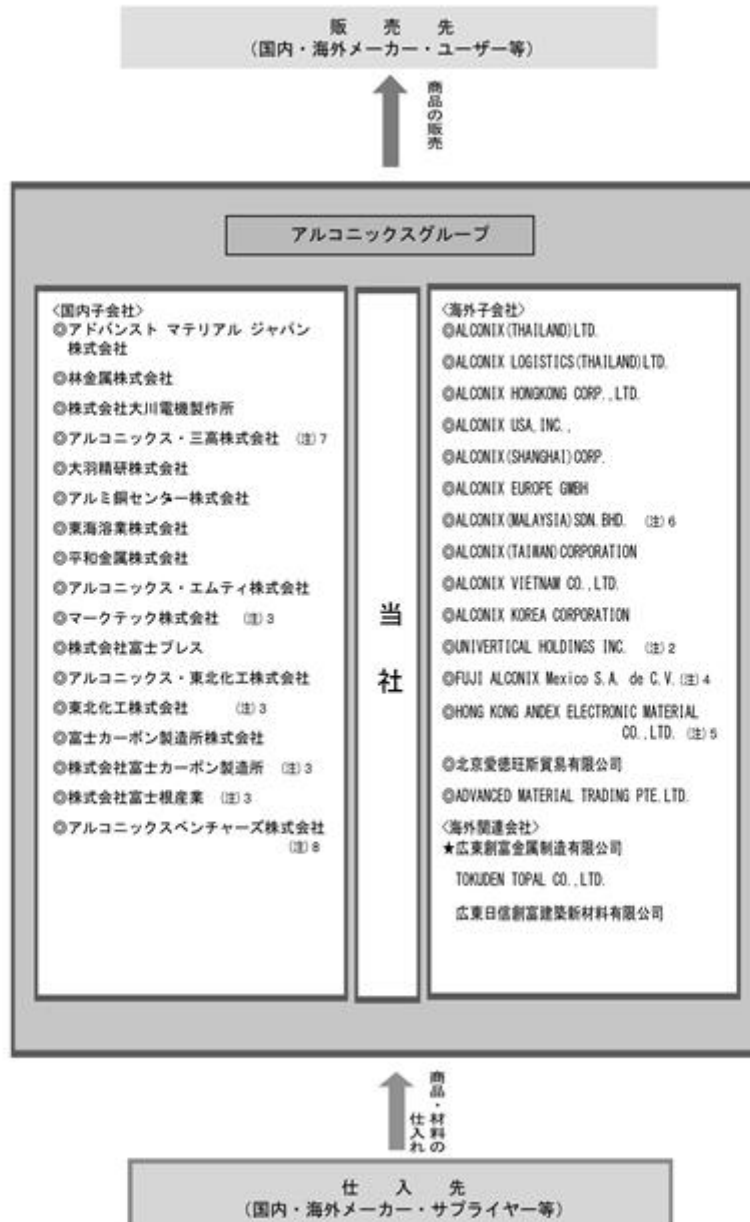 販 売 先
(国内・海外メーカー・ユーザー等)
商品の販売
アルコニックスグループ
〈国内子会社〉
◎アドバンスト マテリアル ジャパン
株式会社
◎林金属株式会社
◎株式会社大川電機製作所
◎アルコニックス・三高株式会社 (注)7
◎大羽精研株式会社
◎アルミ銅センター株式会社
◎東海溶業株式会社
◎平和金属株式会社
◎アルコニックス・エムティ株式会社
◎マークテック株式会社 (注)3
◎株式会社富士プレス
◎アルコニックス・東北化工株式会社
◎東北化工株式会社 (注)3
◎富士カーボン製造所株式会社
◎株式会社富士カーボン製造所 (注)3
◎株式会社富士根産業 (注)3
◎アルコニックスベンチャーズ株式会社
(注)8
当
社
〈海外子会社〉
◎ALCONIX(THAILAND)LTD.
◎ALCONIX LOGISTICS(THAILAND)LTD.
◎ALCONIX HONGKONG CORP.,LTD.
◎ALCONIX USA,INC.,
◎ALCONIX(SHANGHAI)CORP.
◎ALCONIX EUROPE GMBH
◎ALCONIX(MALAYSIA)SDN.BHD. (注)6
◎ALCONIX(TAIWAN)CORPORATION
◎ALCONIX VIETNAM CO.,LTD.
◎ALCONIX KOREA CORPORATION
◎UNIVERTICAL HOLDINGS INC. (注)2
◎FUJI ALCONIX Mexico S.A. de C.V.(注)4
◎HONG KONG ANDEX ELECTRONIC MATERIAL
CO.,LTD. (注)5
◎北京愛徳旺斯貿易有限公司
◎ADVANCED MATERIAL TRADING PTE.LTD.
〈海外関連会社〉
★広東創富金属制造有限公司
TOKUDEN TOPAL CO.,LTD.
広東日信創富建築新材料有限公司
商品・材料の
仕入れ
仕 入 先
(国内・海外メーカー・サプライヤー等)